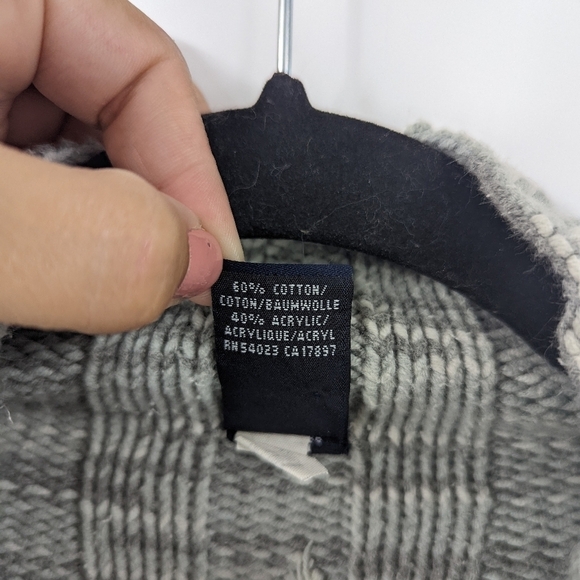 60% COTTON/
COTON/BAUMWOLLE
40% ACRYLIC/
ACRYLIQUE/ACRYL
RN54023 CA17897